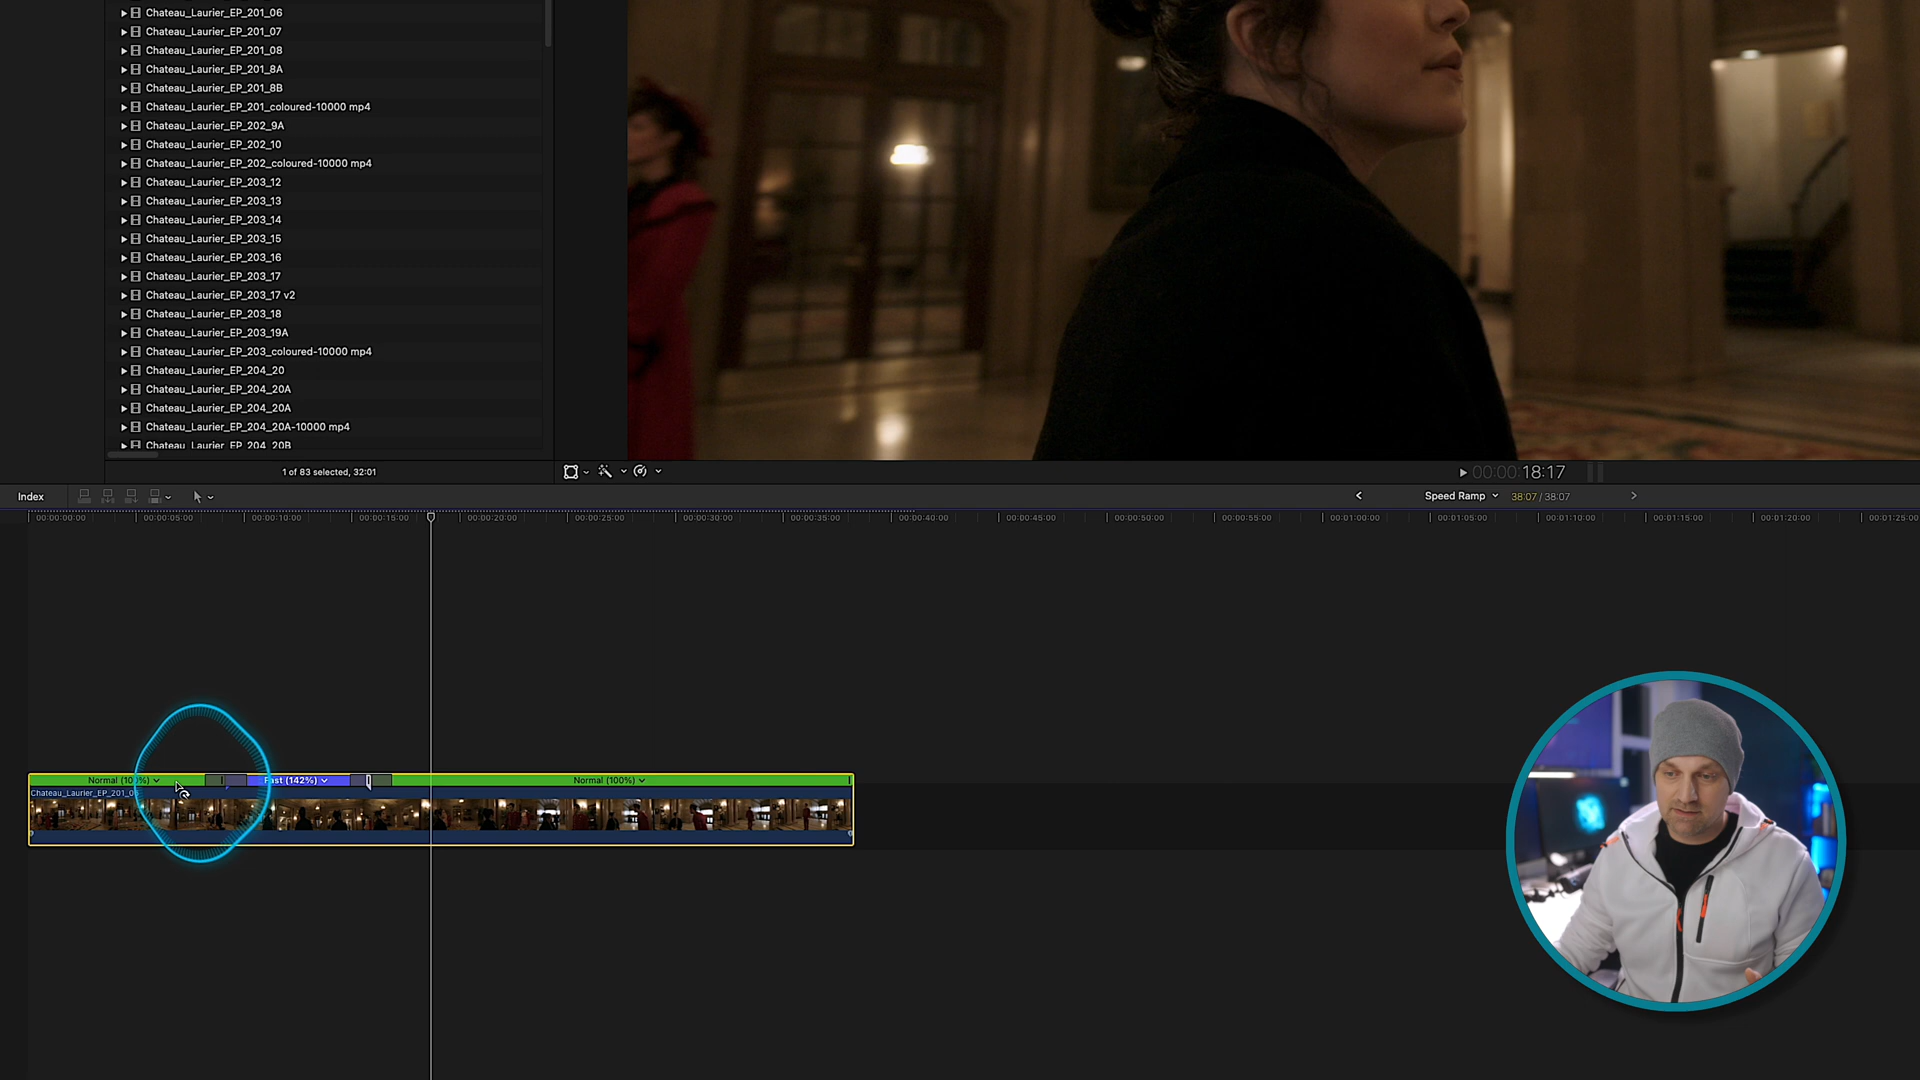 Chateau_Laurier_EP_201_06
Chateau_Laurier_EP_201_07
Chateau_Laurier_EP_201_08
Chateau_Laurier_EP_201_8A
Chateau_Laurier_EP_201_8B
Chateau_Laurier_EP_201_coloured-10000 mp4
Chateau_Laurier_EP_202_9A
Chateau_Laurier_EP_202_10
Chateau_Laurier_EP_202_coloured-10000 mp4
Chateau_Laurier_EP_203_12
Chateau_Laurier_EP_203_13
Chateau_Laurier_EP_203_14
Chateau_Laurier_EP_203_15
Chateau_Laurier_EP_203_16
Chateau_Laurier_EP_203_17
Chateau_Laurier_EP_203_17 v2
Chateau_Laurier_EP_203_18
Chateau_Laurier_EP_203_19A
Chateau_Laurier_EP_203_coloured-10000 mp4
Chateau_Laurier_EP_204_20
Chateau_Laurier_EP_204_20A
Chateau_Laurier_EP_204_20A
Chateau_Laurier_EP_204_20A-10000 mp4
Chateau_Laurier_EP_204_20B
1 of 83 selected, 32:01
00:00:18:17
Index
Speed Ramp
38:07 / 38:07
00:00:00:00 00:00:05:00 00:00:10:00 00:00:15:00 00:00:20:00 00:00:25:00 00:00:30:00 00:00:35:00 00:00:40:00 00:00:45:00 00:00:50:00 00:00:55:00 00:01:00:00 00:01:05:00 00:01:10:00 00:01:15:00 00:01:20:00 00:01:25:00
Normal (100%) Fast (142%) Normal (100%)
Chateau_Laurier_EP_201_0